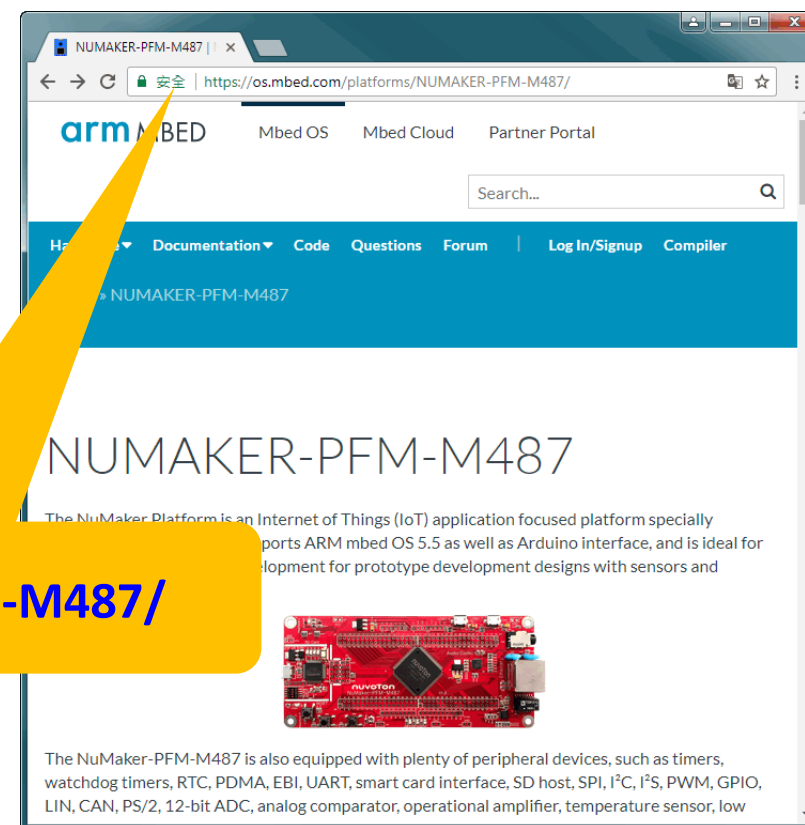 NUMAKER-PFM-M487 |
安全 | https://os.mbed.com/platforms/NUMAKER-PFM-M487/
arm MBED Mbed OS Mbed Cloud Partner Portal
Search...
Documentation Code Questions Forum | Log In/Signup Compiler
» NUMAKER-PFM-M487
NUMAKER-PFM-M487
The NuMaker Platform is an Internet of Things (IoT) application focused platform specially
ports ARM mbed OS 5.5 as well as Arduino interface, and is ideal for
elopment for prototype development designs with sensors and
-M487/
nuvoTon
NuMaker-PFM-M487
The NuMaker-PFM-M487 is also equipped with plenty of peripheral devices, such as timers,
watchdog timers, RTC, PDMA, EBI, UART, smart card interface, SD host, SPI, I²C, I²S, PWM, GPIO,
LIN, CAN, PS/2, 12-bit ADC, analog comparator, operational amplifier, temperature sensor, low